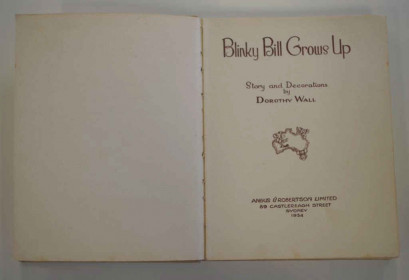 Blinky Bill Grows Up
Story and Decorations
by
DOROTHY WALL
ANGUS & ROBERTSON LIMITED
89 CASTLEREAGH STREET
SYDNEY
1934